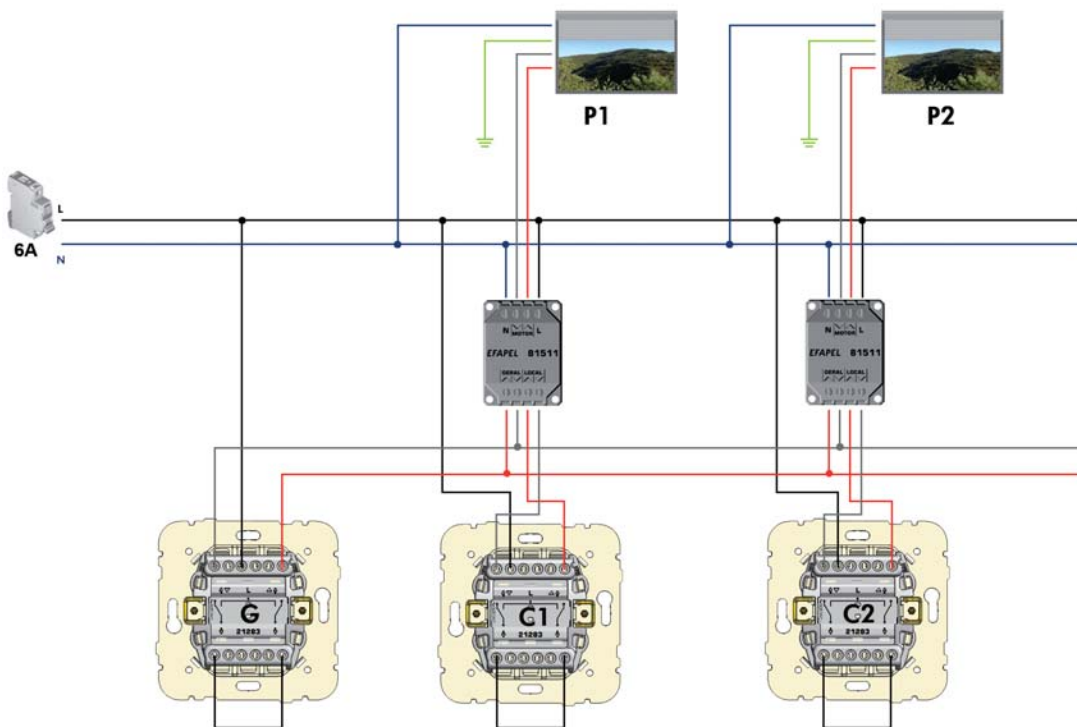 P1
P2
L
6A
N
N MOTOR L
EFAPEL 81511
GERAL LOCAL
N MOTOR L
EFAPEL 81511
GERAL LOCAL
L
G
21283
L
C1
21283
L
C2
21283